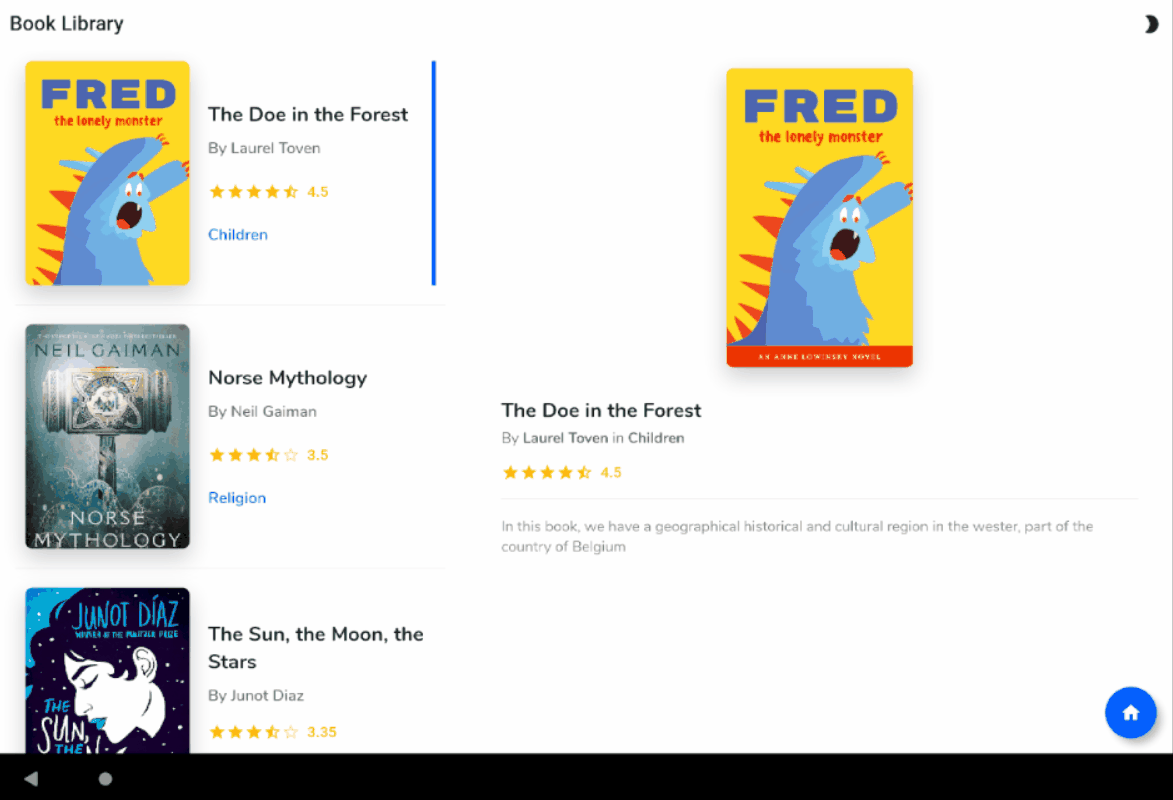 Book Library
FRED
the lonely monster
The Doe in the Forest
By Laurel Toven
4.5
Children
NEIL GAIMAN
NORSE
MYTHOLOGY
Norse Mythology
By Neil Gaiman
3.5
Religion
JUNOT DÍAZ
WINNER OF THE PULITZER PRIZE
THE
SUN,
THE
The Sun, the Moon, the
Stars
By Junot Diaz
3.35
FRED
the lonely monster
AN ANNE LOWINSKY NOVEL
The Doe in the Forest
By Laurel Toven in Children
4.5
In this book, we have a geographical historical and cultural region in the wester, part of the
country of Belgium